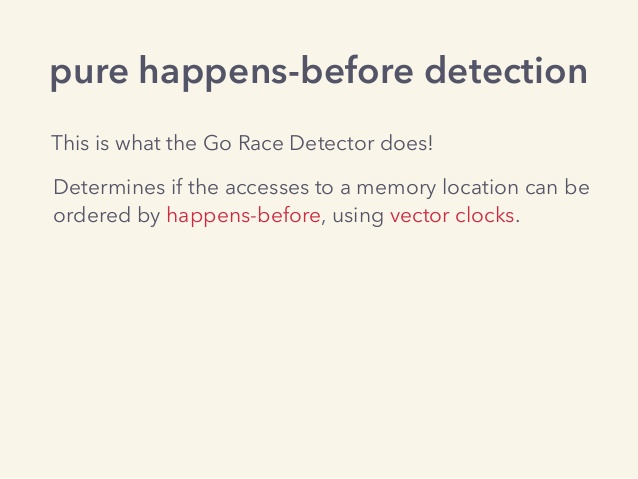 pure happens-before detection
This is what the Go Race Detector does!
Determines if the accesses to a memory location can be
ordered by happens-before, using vector clocks.